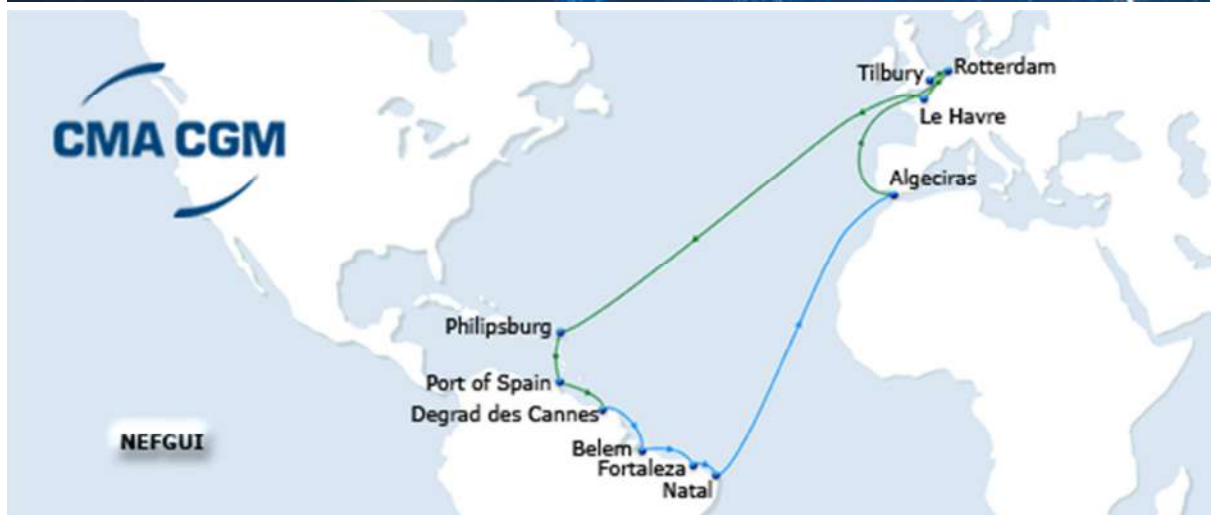 CMA CGM
Tilbury
Rotterdam
Le Havre
Algeciras
Philipsburg
Port of Spain
Degrad des Cannes
Belem
Fortaleza
Natal
NEFGUI